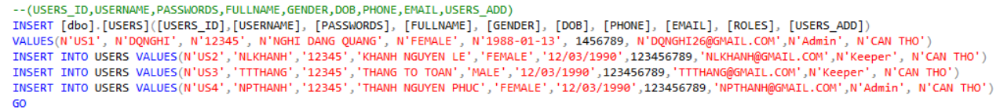 --(USERS_ID,USERNAME,PASSWORDS,FULLNAME,GENDER,DOB,PHONE,EMAIL,USERS_ADD)
INSERT [dbo].[USERS]([USERS_ID],[USERNAME], [PASSWORDS], [FULLNAME], [GENDER], [DOB], [PHONE], [EMAIL], [ROLES], [USERS_ADD])
VALUES(N'US1', N'DQNGHI', N'12345', N'NGHI DANG QUANG', N'FEMALE', N'1988-01-13', 1456789, N'DQNGHI26@GMAIL.COM',N'Admin', N'CAN THO')
INSERT INTO USERS VALUES(N'US2','NLKHANH','12345','KHANH NGUYEN LE','FEMALE','12/03/1990',123456789,'NLKHANH@GMAIL.COM',N'Keeper', N'CAN THO')
INSERT INTO USERS VALUES(N'US3','TTTHANG','12345','THANG TO TOAN','MALE','12/03/1990',123456789,'TTTHANG@GMAIL.COM',N'Keeper', N'CAN THO')
INSERT INTO USERS VALUES(N'US4','NPTHANH','12345','THANH NGUYEN PHUC','FEMALE','12/03/1990',123456789,'NPTHANH@GMAIL.COM',N'Admin', N'CAN THO')
GO